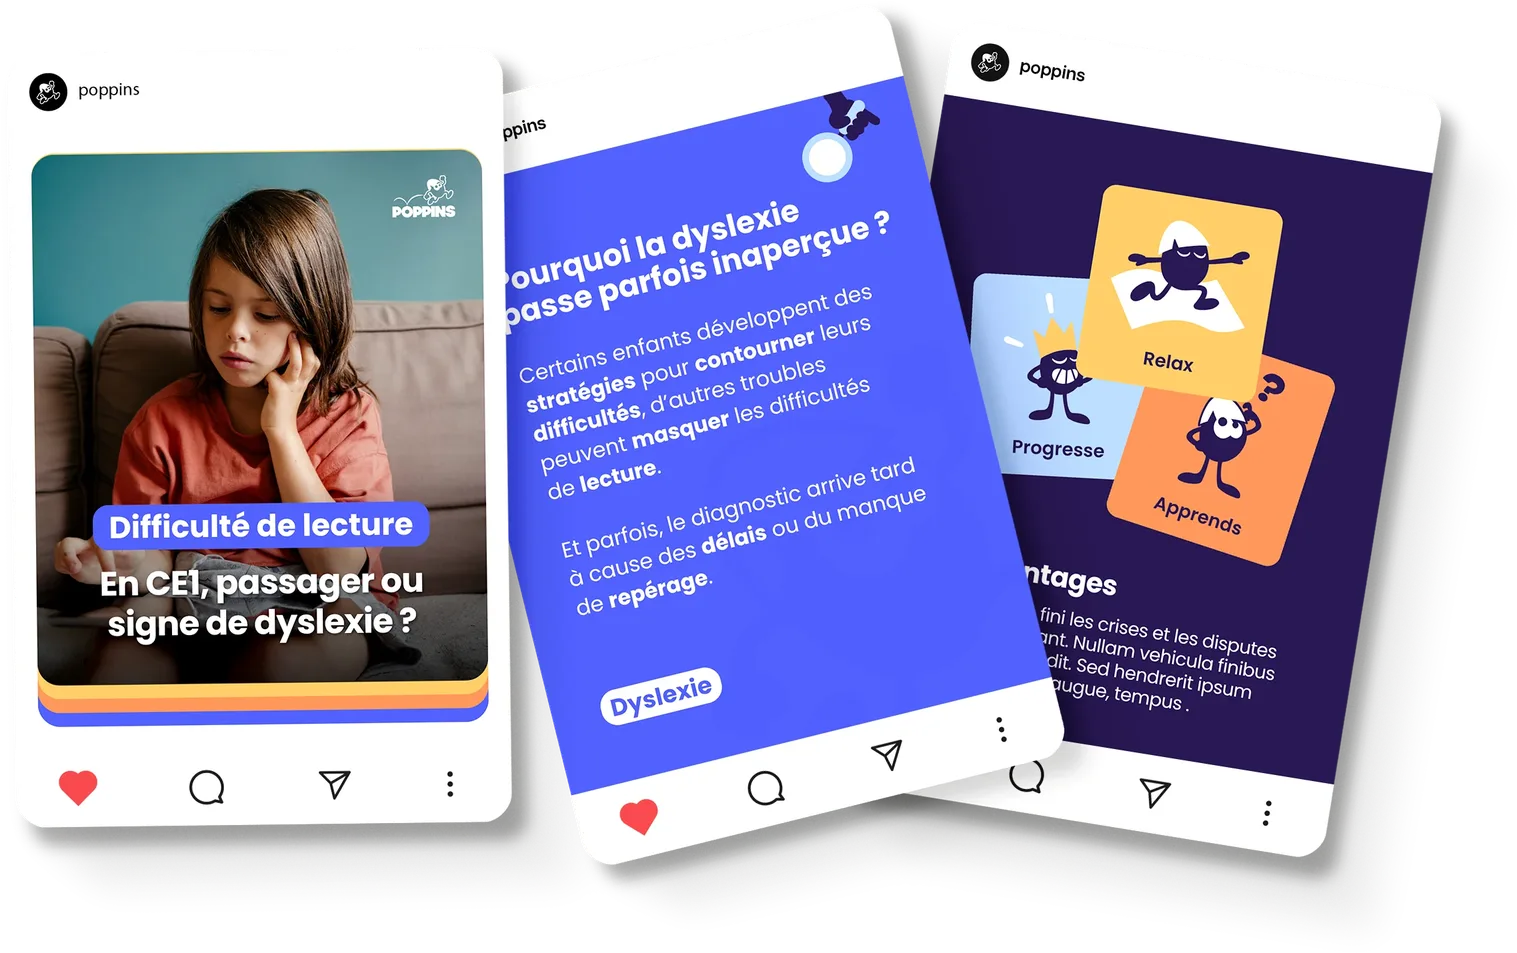 poppins
POPPINS
Difficulté de lecture
En CE1, passager ou
signe de dyslexie ?
ppins
Pourquoi la dyslexie
passe parfois inaperçue ?
Certains enfants développent des
stratégies pour contourner leurs
difficultés, d'autres troubles
peuvent masquer les difficultés
de lecture.
Et parfois, le diagnostic arrive tard
à cause des délais ou du manque
de repérage.
Dyslexie
poppins
Relax
Progresse
Apprends
ntages
fini les crises et les disputes
ant. Nullam vehicula finibus
dit. Sed hendrerit ipsum
augue, tempus .